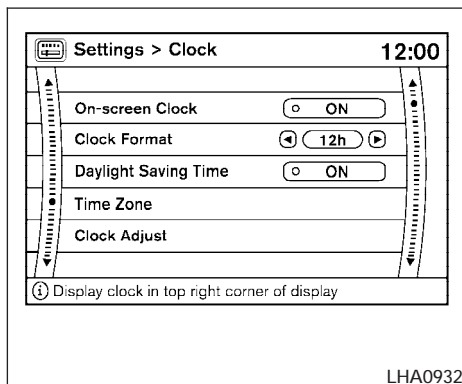 Settings > Clock 12:00
On-screen Clock ON
Clock Format 12h
Daylight Saving Time ON
Time Zone
Clock Adjust
i Display clock in top right corner of display
LHA0932